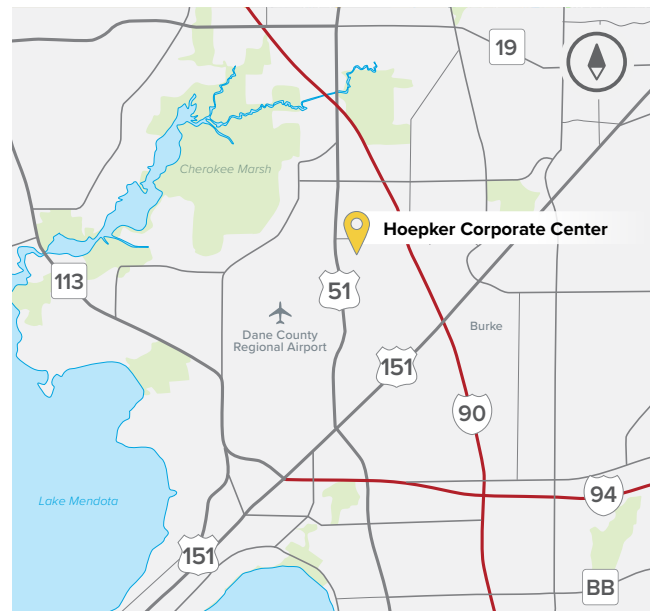 19
Cherokee Marsh
Hoepker Corporate Center
113
51
Dane County
Regional Airport
Burke
151
90
Lake Mendota
94
151
BB